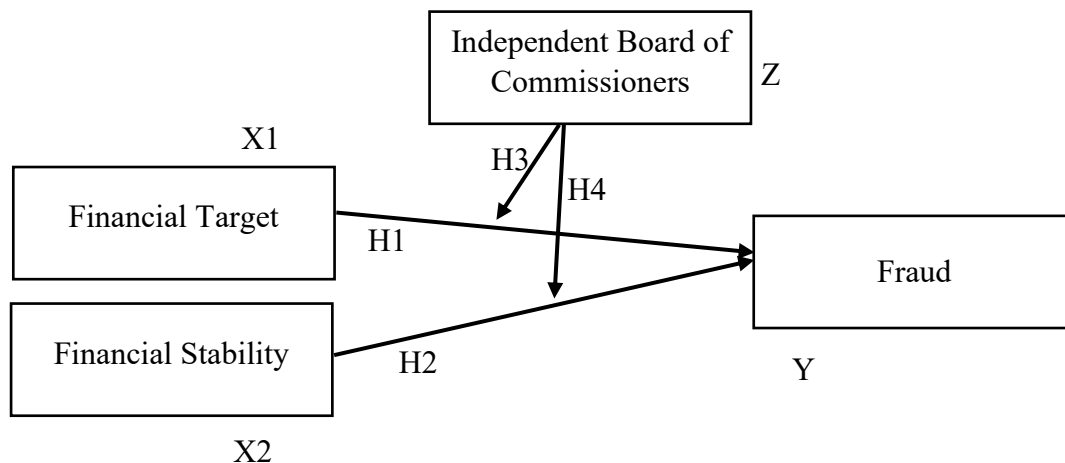 Independent Board of
Commissioners
Z
X1
H3
H4
Financial Target
H1
Fraud
Financial Stability
H2
Y
X2